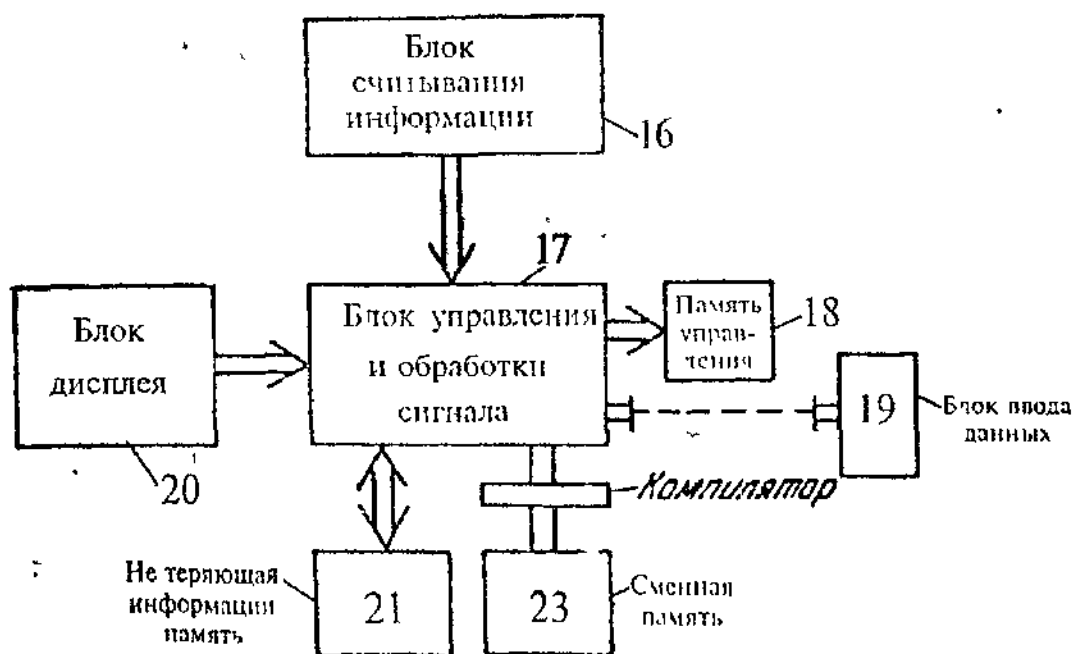 Блок
считывания
информации
16
17
Блок
дисплея
20
Блок управления
и обработки
сигнала
Память
управ-
ления
18
19
Блок ввода
данных
Компилятор
Не теряющая
информации
память
21
23
Сменная
память